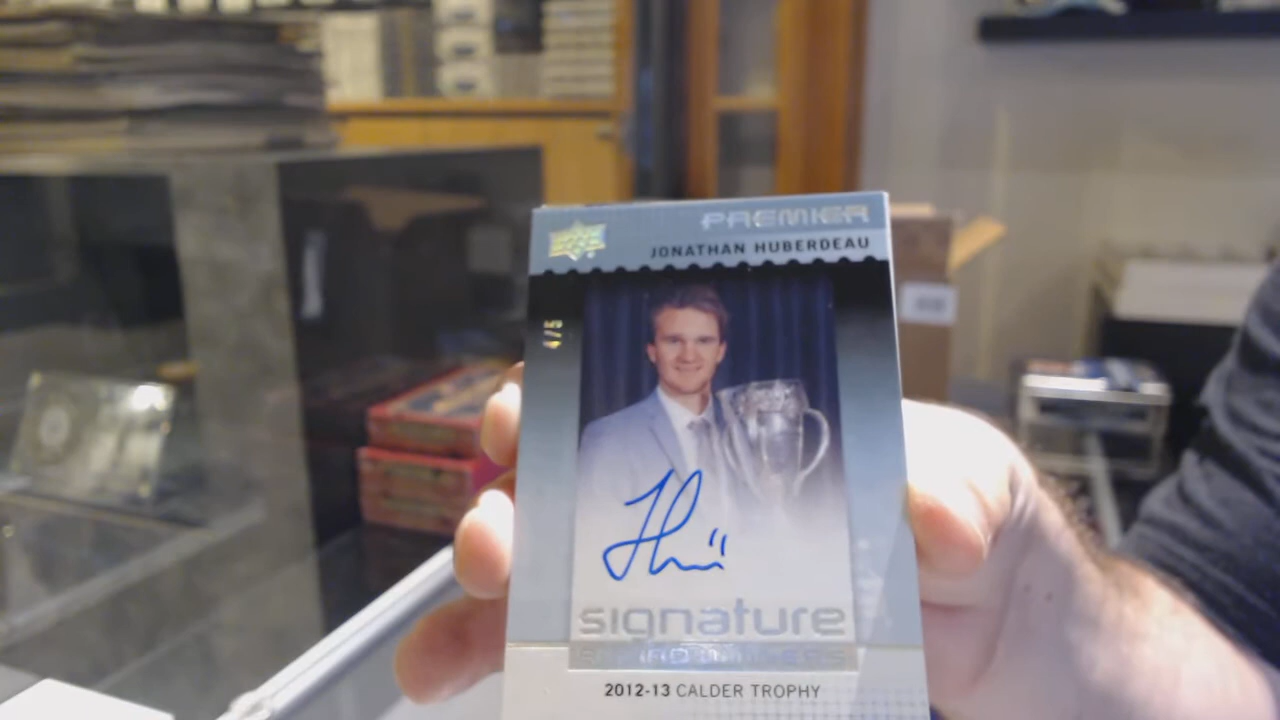 PREMIER
JONATHAN HUBERDEAU
4/5
signature
2012-13 CALDER TROPHY